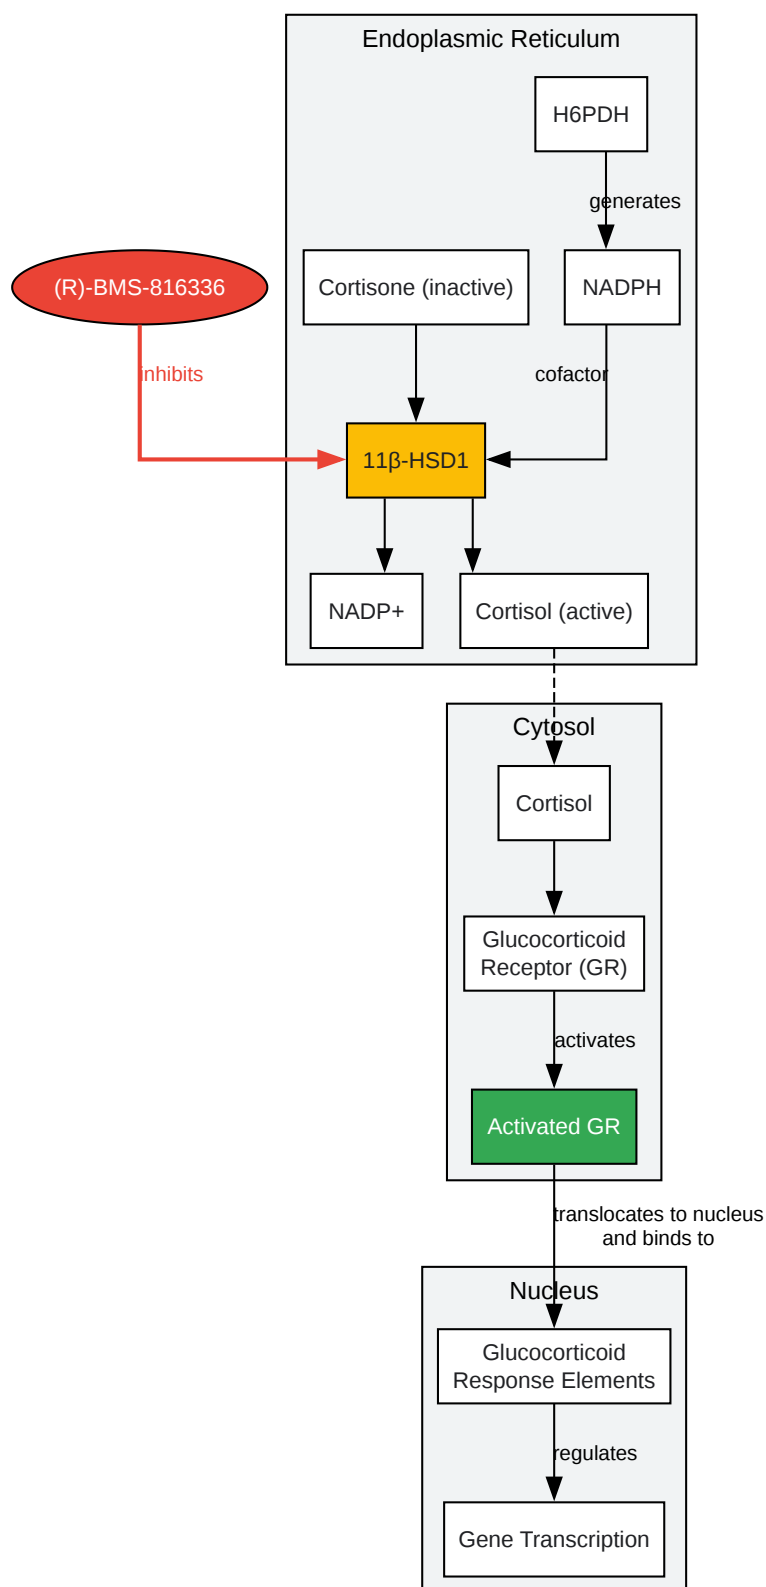 Endoplasmic Reticulum
H6PDH
generates
(R)-BMS-816336
Cortisone (inactive)
NADPH
inhibits
cofactor
11β-HSD1
NADP+
Cortisol (active)
Cytosol
Cortisol
Glucocorticoid
Receptor (GR)
activates
Activated GR
translocates to nucleus
and binds to
Nucleus
Glucocorticoid
Response Elements
regulates
Gene Transcription